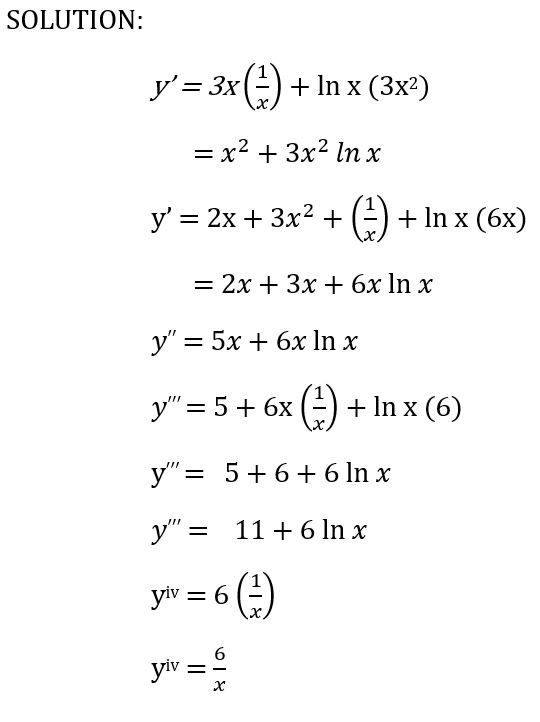 SOLUTION:
y’ = 3x(1/x) + ln x (3x²)
= x² + 3x² ln x
y’ = 2x + 3x² + (1/x) + ln x (6x)
= 2x + 3x + 6x ln x
y′′ = 5x + 6x ln x
y′′′ = 5 + 6x (1/x) + ln x (6)
y′′′ = 5 + 6 + 6 ln x
y′′′ = 11 + 6 ln x
yⁱᵛ = 6 (1/x)
yⁱᵛ = 6/x